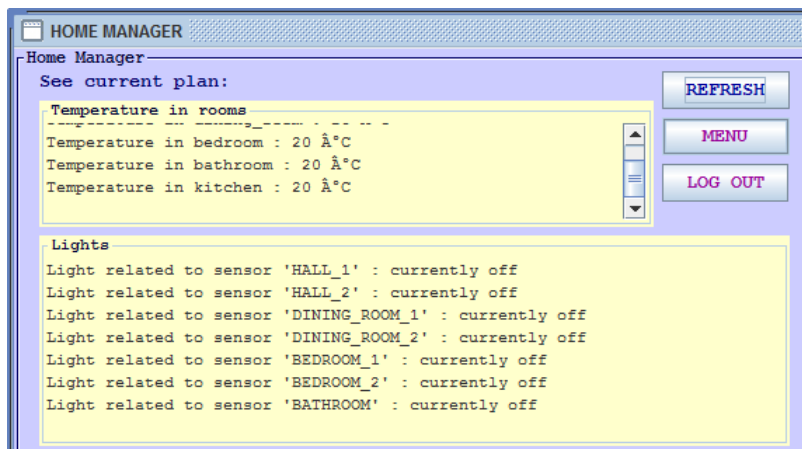 HOME MANAGER
Home Manager
See current plan:
REFRESH
MENU
LOG OUT
Temperature in rooms
Temperature in bedroom : 20 Â°C
Temperature in bathroom : 20 Â°C
Temperature in kitchen : 20 Â°C
Lights
Light related to sensor 'HALL_1' : currently off
Light related to sensor 'HALL_2' : currently off
Light related to sensor 'DINING_ROOM_1' : currently off
Light related to sensor 'DINING_ROOM_2' : currently off
Light related to sensor 'BEDROOM_1' : currently off
Light related to sensor 'BEDROOM_2' : currently off
Light related to sensor 'BATHROOM' : currently off